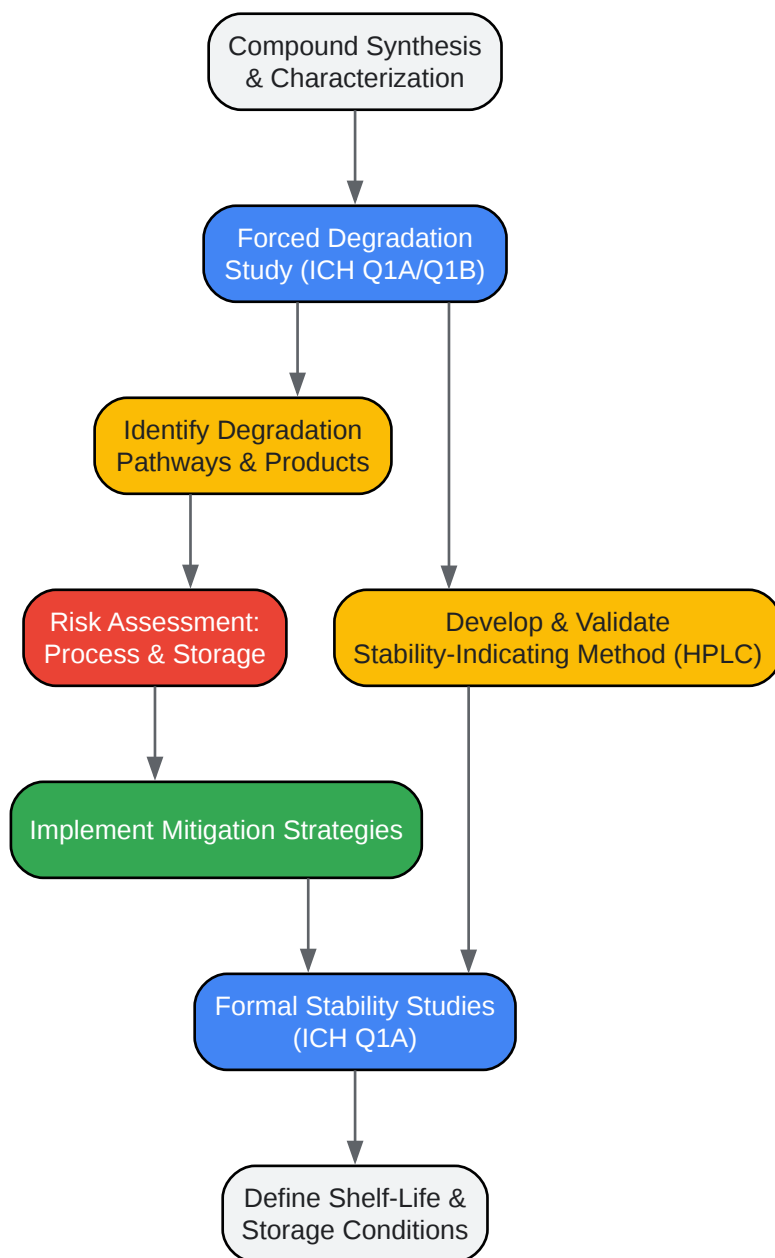 Compound Synthesis
& Characterization
Forced Degradation
Study (ICH Q1A/Q1B)
Identify Degradation
Pathways & Products
Risk Assessment:
Process & Storage
Develop & Validate
Stability-Indicating Method (HPLC)
Implement Mitigation Strategies
Formal Stability Studies
(ICH Q1A)
Define Shelf-Life &
Storage Conditions